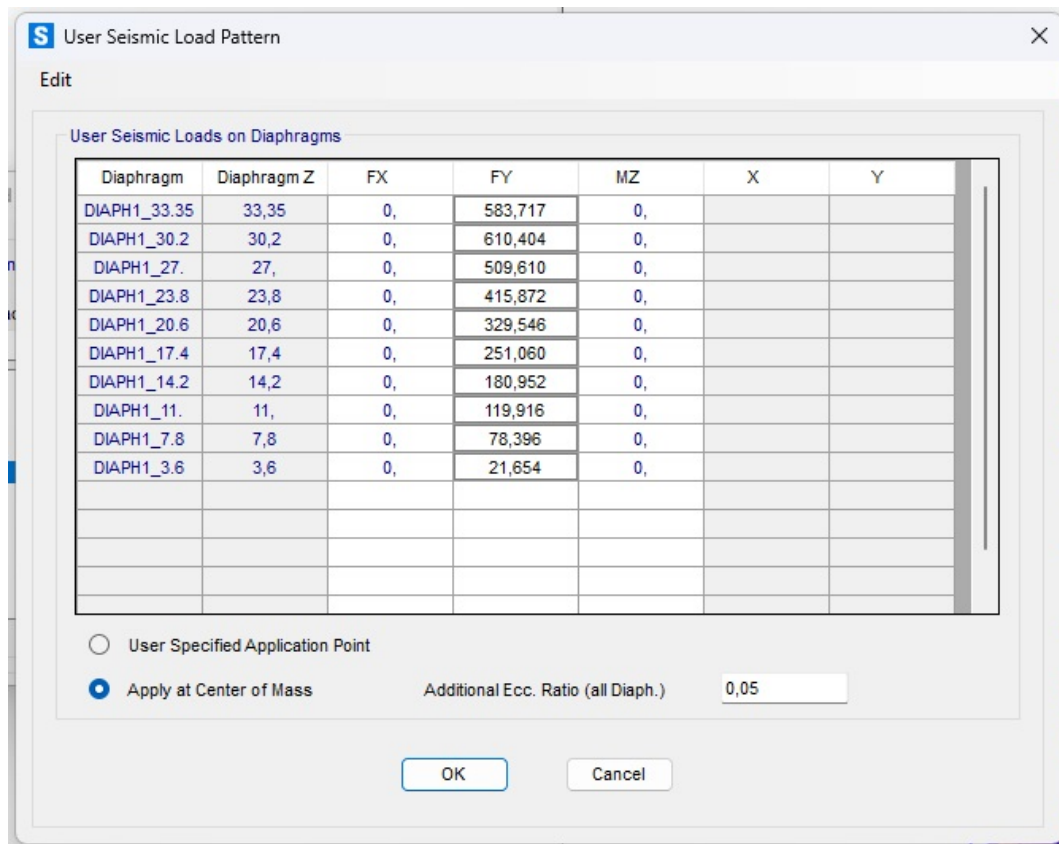 S User Seismic Load Pattern
Edit
User Seismic Loads on Diaphragms
Diaphragm Diaphragm Z FX FY MZ X Y
DIAPH1_33.35 33,35 0, 583,717 0,
DIAPH1_30.2 30,2 0, 610,404 0,
DIAPH1_27. 27, 0, 509,610 0,
DIAPH1_23.8 23,8 0, 415,872 0,
DIAPH1_20.6 20,6 0, 329,546 0,
DIAPH1_17.4 17,4 0, 251,060 0,
DIAPH1_14.2 14,2 0, 180,952 0,
DIAPH1_11. 11, 0, 119,916 0,
DIAPH1_7.8 7,8 0, 78,396 0,
DIAPH1_3.6 3,6 0, 21,654 0,
User Specified Application Point
Apply at Center of Mass Additional Ecc. Ratio (all Diaph.) 0,05
OK Cancel